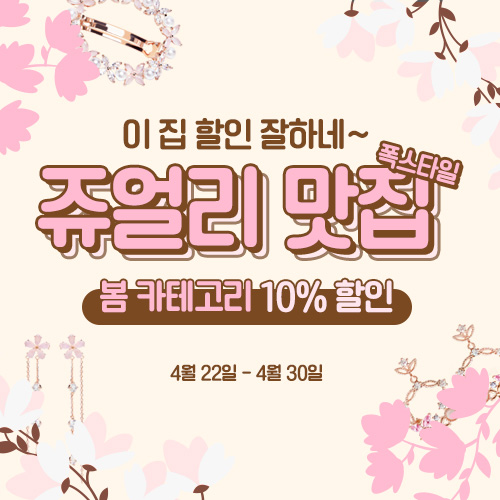 이 집 할인 잘하네~
폭스타일
쥬얼리 맛집
봄 카테고리 10% 할인
4월 22일 - 4월 30일